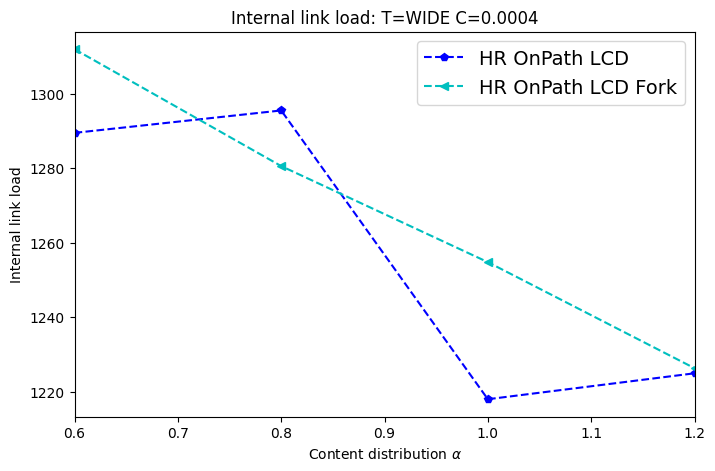 Internal link load: T=WIDE C=0.0004
HR OnPath LCD
HR OnPath LCD Fork
Internal link load
1300
1280
1260
1240
1220
0.6 0.7 0.8 0.9 1.0 1.1 1.2
Content distribution α